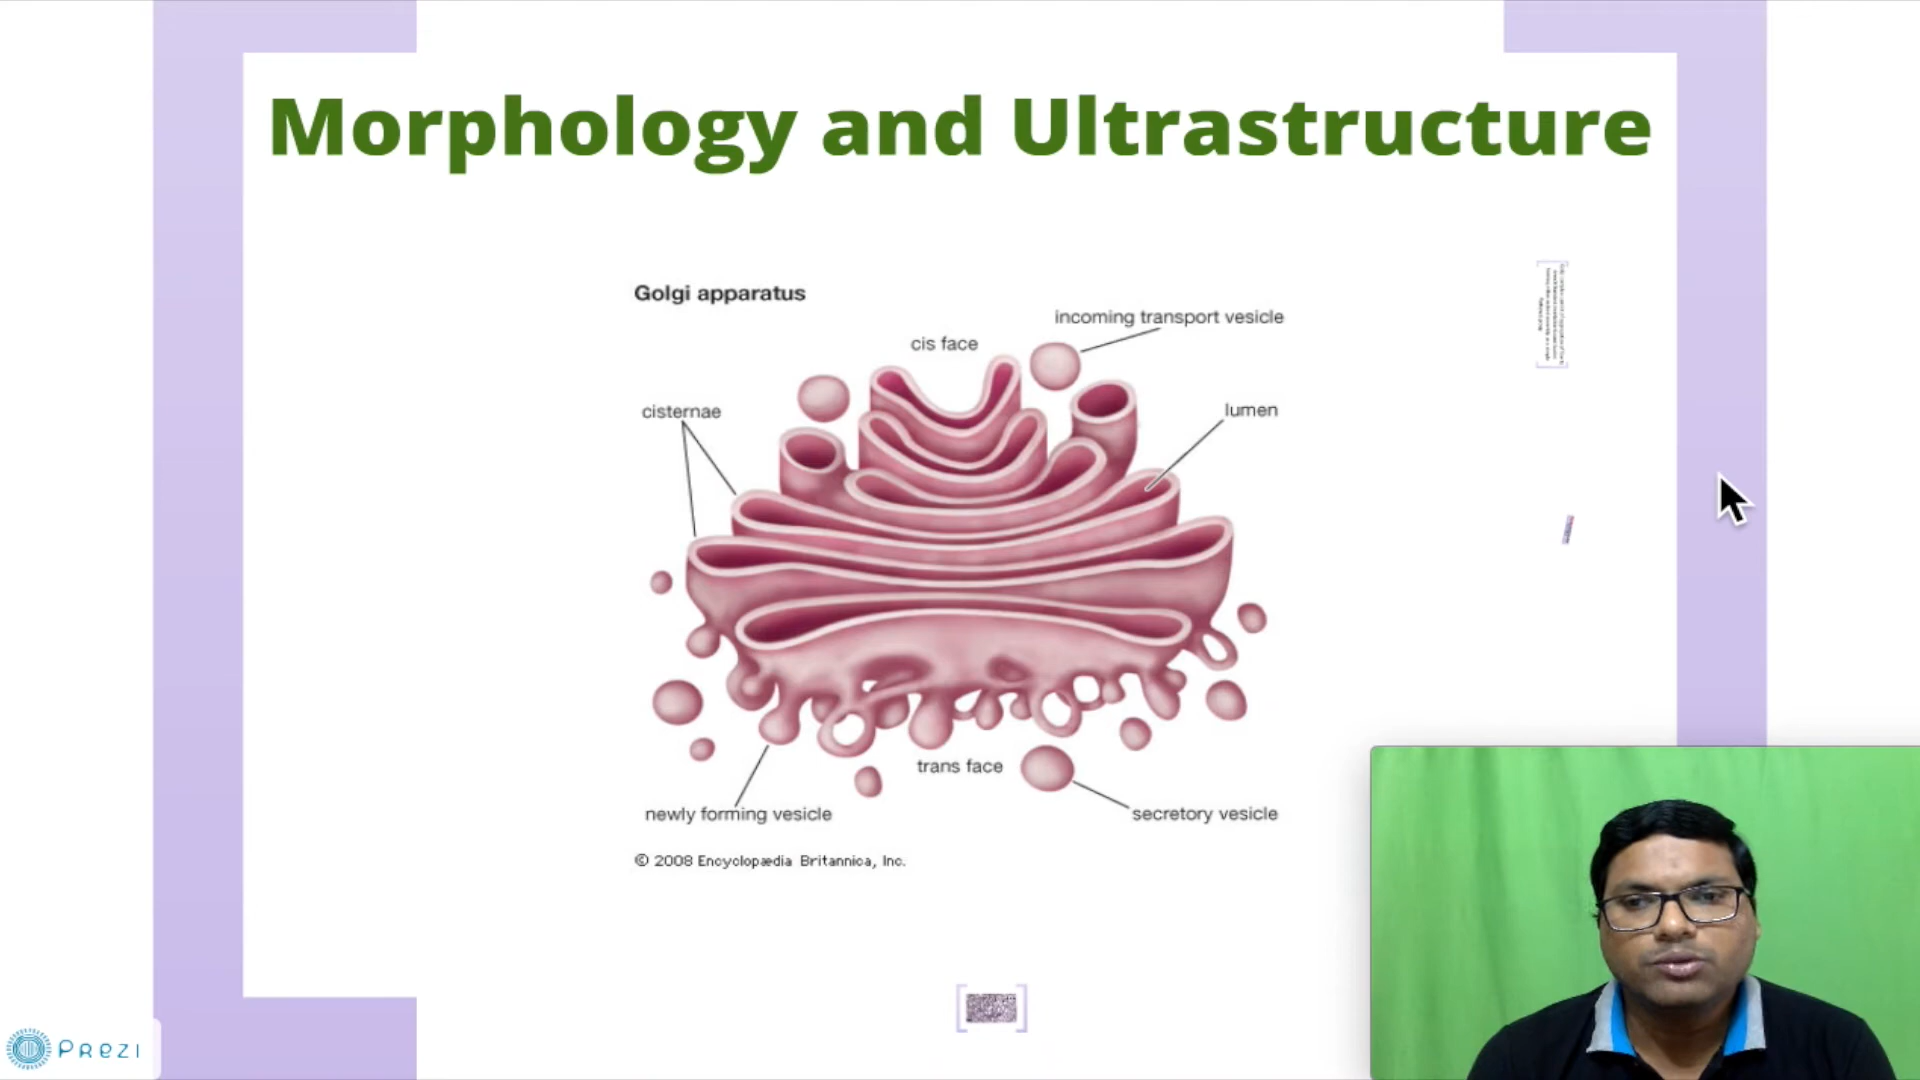 Morphology and Ultrastructure
Golgi apparatus
incoming transport vesicle
cis face
cisternae
lumen
trans face
newly forming vesicle
secretory vesicle
© 2008 Encyclopædia Britannica, Inc.
PREZI